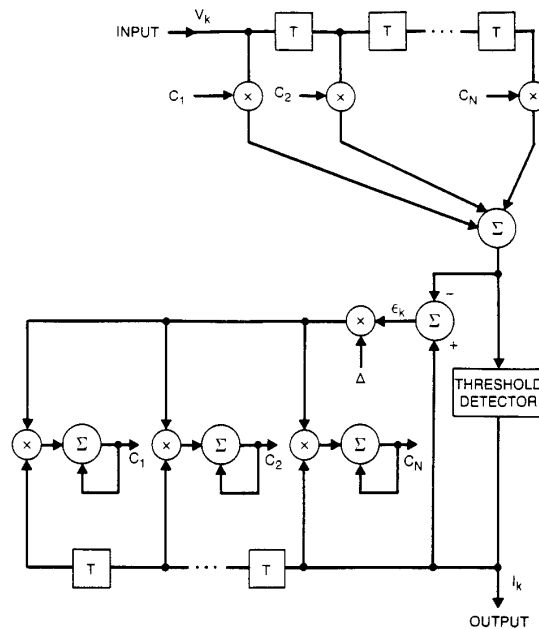 INPUT
V_k
T
T
...
T
C_1
×
C_2
×
C_N
×
Σ
−
ϵ_k
×
Σ
+
Δ
THRESHOLD
DETECTOR
×
Σ
C_1
×
Σ
C_2
×
Σ
C_N
T
...
T
I_k
OUTPUT